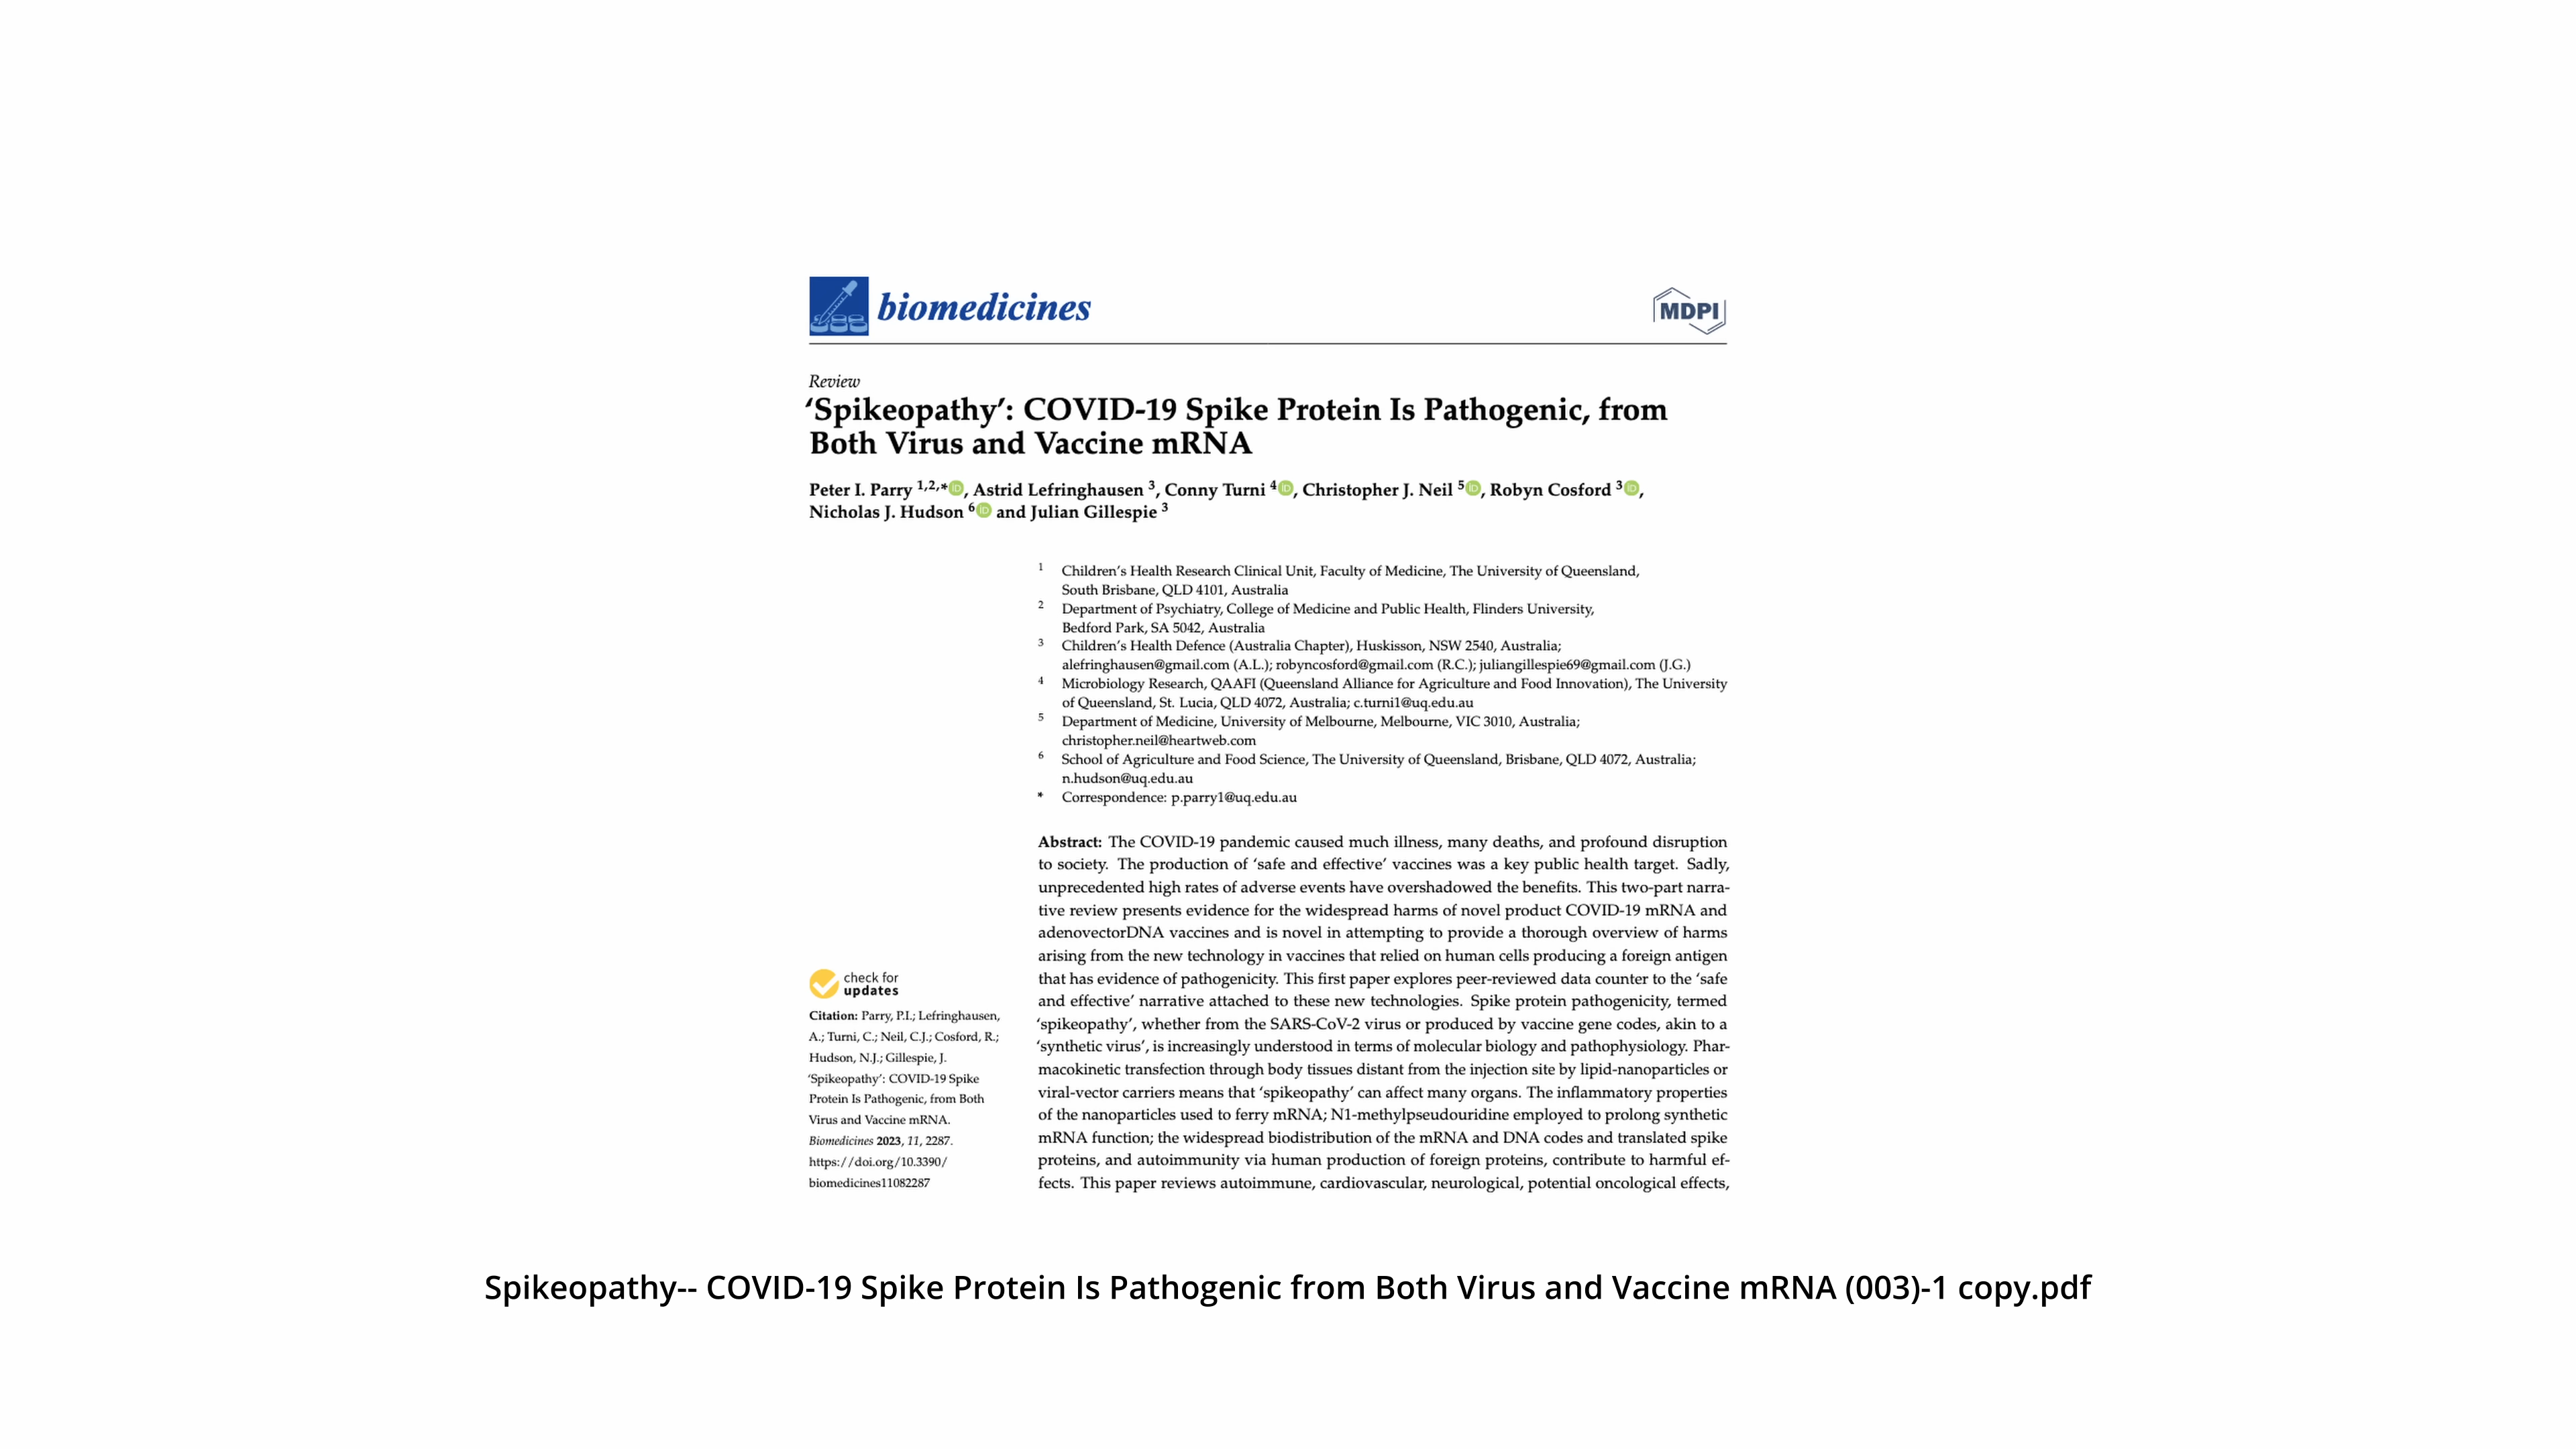 biomedicines
MDPI
Review
‘Spikeopathy’: COVID-19 Spike Protein Is Pathogenic, from
Both Virus and Vaccine mRNA
Peter I. Parry 1,2,*, Astrid Lefringhausen 3, Conny Turni 4, Christopher J. Neil 5, Robyn Cosford 3,
Nicholas J. Hudson 6 and Julian Gillespie 3
1 Children’s Health Research Clinical Unit, Faculty of Medicine, The University of Queensland,
South Brisbane, QLD 4101, Australia
2 Department of Psychiatry, College of Medicine and Public Health, Flinders University,
Bedford Park, SA 5042, Australia
3 Children’s Health Defence (Australia Chapter), Huskisson, NSW 2540, Australia;
alefringhausen@gmail.com (A.L.); robyncosford@gmail.com (R.C.); juliangillespie69@gmail.com (J.G.)
4 Microbiology Research, QAAFI (Queensland Alliance for Agriculture and Food Innovation), The University
of Queensland, St. Lucia, QLD 4072, Australia; c.turni1@uq.edu.au
5 Department of Medicine, University of Melbourne, Melbourne, VIC 3010, Australia;
christopher.neil@heartweb.com
6 School of Agriculture and Food Science, The University of Queensland, Brisbane, QLD 4072, Australia;
n.hudson@uq.edu.au
* Correspondence: p.parry1@uq.edu.au
Abstract: The COVID-19 pandemic caused much illness, many deaths, and profound disruption
to society. The production of ‘safe and effective’ vaccines was a key public health target. Sadly,
unprecedented high rates of adverse events have overshadowed the benefits. This two-part narra-
tive review presents evidence for the widespread harms of novel product COVID-19 mRNA and
adenovectorDNA vaccines and is novel in attempting to provide a thorough overview of harms
arising from the new technology in vaccines that relied on human cells producing a foreign antigen
that has evidence of pathogenicity. This first paper explores peer-reviewed data counter to the ‘safe
and effective’ narrative attached to these new technologies. Spike protein pathogenicity, termed
‘spikeopathy’, whether from the SARS-CoV-2 virus or produced by vaccine gene codes, akin to a
‘synthetic virus’, is increasingly understood in terms of molecular biology and pathophysiology. Phar-
macokinetic transfection through body tissues distant from the injection site by lipid-nanoparticles or
viral-vector carriers means that ‘spikeopathy’ can affect many organs. The inflammatory properties
of the nanoparticles used to ferry mRNA; N1-methylpseudouridine employed to prolong synthetic
mRNA function; the widespread biodistribution of the mRNA and DNA codes and translated spike
proteins, and autoimmunity via human production of foreign proteins, contribute to harmful ef-
fects. This paper reviews autoimmune, cardiovascular, neurological, potential oncological effects,
check for
updates
Citation: Parry, P.I.; Lefringhausen,
A.; Turni, C.; Neil, C.J.; Cosford, R.;
Hudson, N.J.; Gillespie, J.
‘Spikeopathy’: COVID-19 Spike
Protein Is Pathogenic, from Both
Virus and Vaccine mRNA.
Biomedicines 2023, 11, 2287.
https://doi.org/10.3390/
biomedicines11082287
Spikeopathy-- COVID-19 Spike Protein Is Pathogenic from Both Virus and Vaccine mRNA (003)-1 copy.pdf